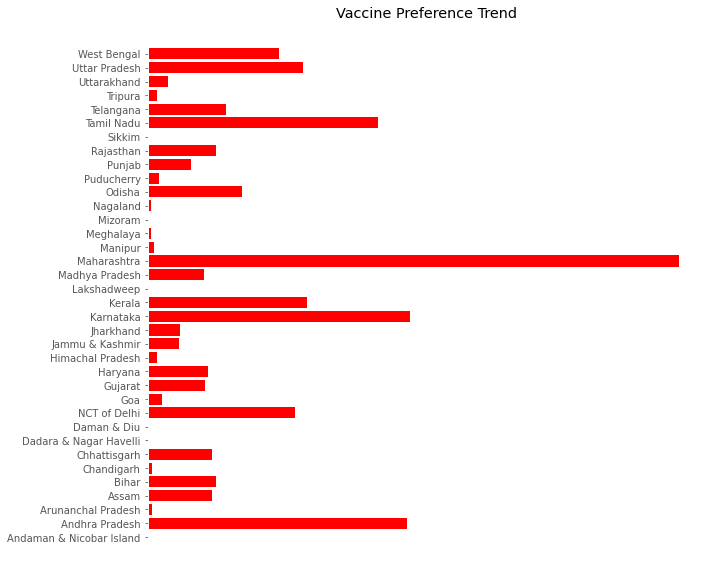 Vaccine Preference Trend
West Bengal
Uttar Pradesh
Uttarakhand
Tripura
Telangana
Tamil Nadu
Sikkim
Rajasthan
Punjab
Puducherry
Odisha
Nagaland
Mizoram
Meghalaya
Manipur
Maharashtra
Madhya Pradesh
Lakshadweep
Kerala
Karnataka
Jharkhand
Jammu & Kashmir
Himachal Pradesh
Haryana
Gujarat
Goa
NCT of Delhi
Daman & Diu
Dadara & Nagar Havelli
Chhattisgarh
Chandigarh
Bihar
Assam
Arunanchal Pradesh
Andhra Pradesh
Andaman & Nicobar Island